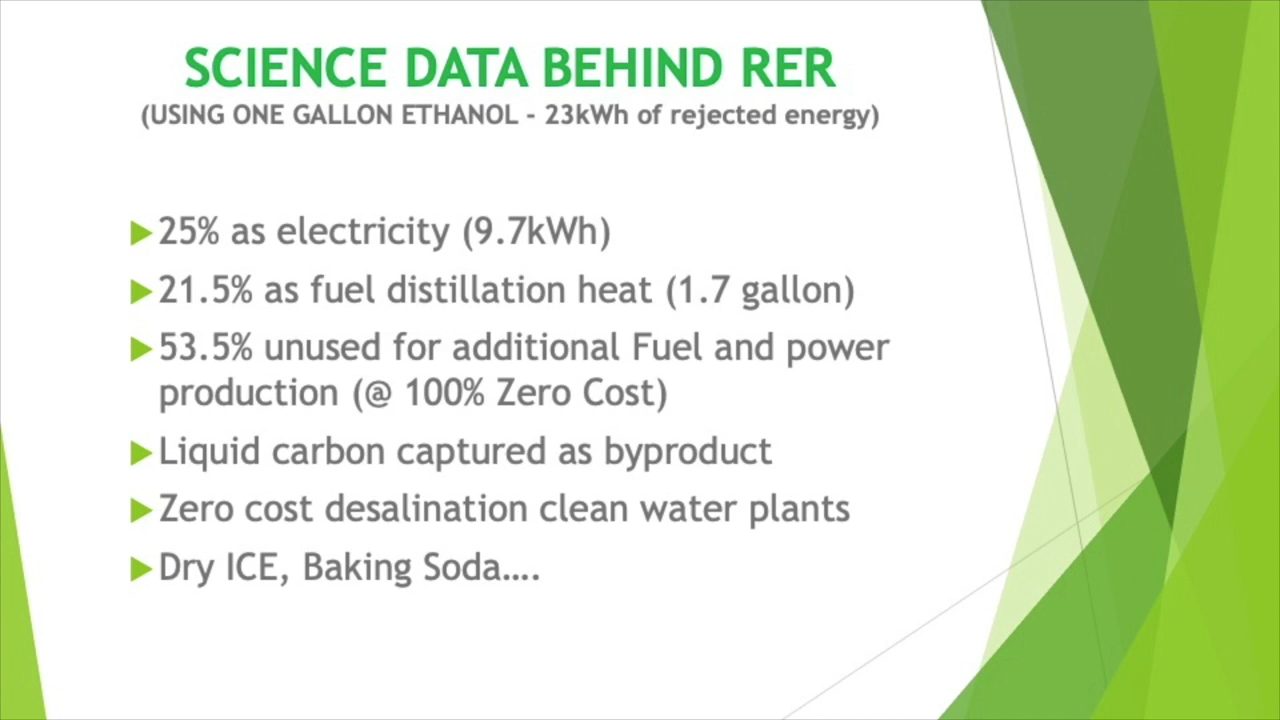 SCIENCE DATA BEHIND RER
(USING ONE GALLON ETHANOL - 23kWh of rejected energy)
25% as electricity (9.7kWh)
21.5% as fuel distillation heat (1.7 gallon)
53.5% unused for additional Fuel and power
production (@ 100% Zero Cost)
Liquid carbon captured as byproduct
Zero cost desalination clean water plants
Dry ICE, Baking Soda....